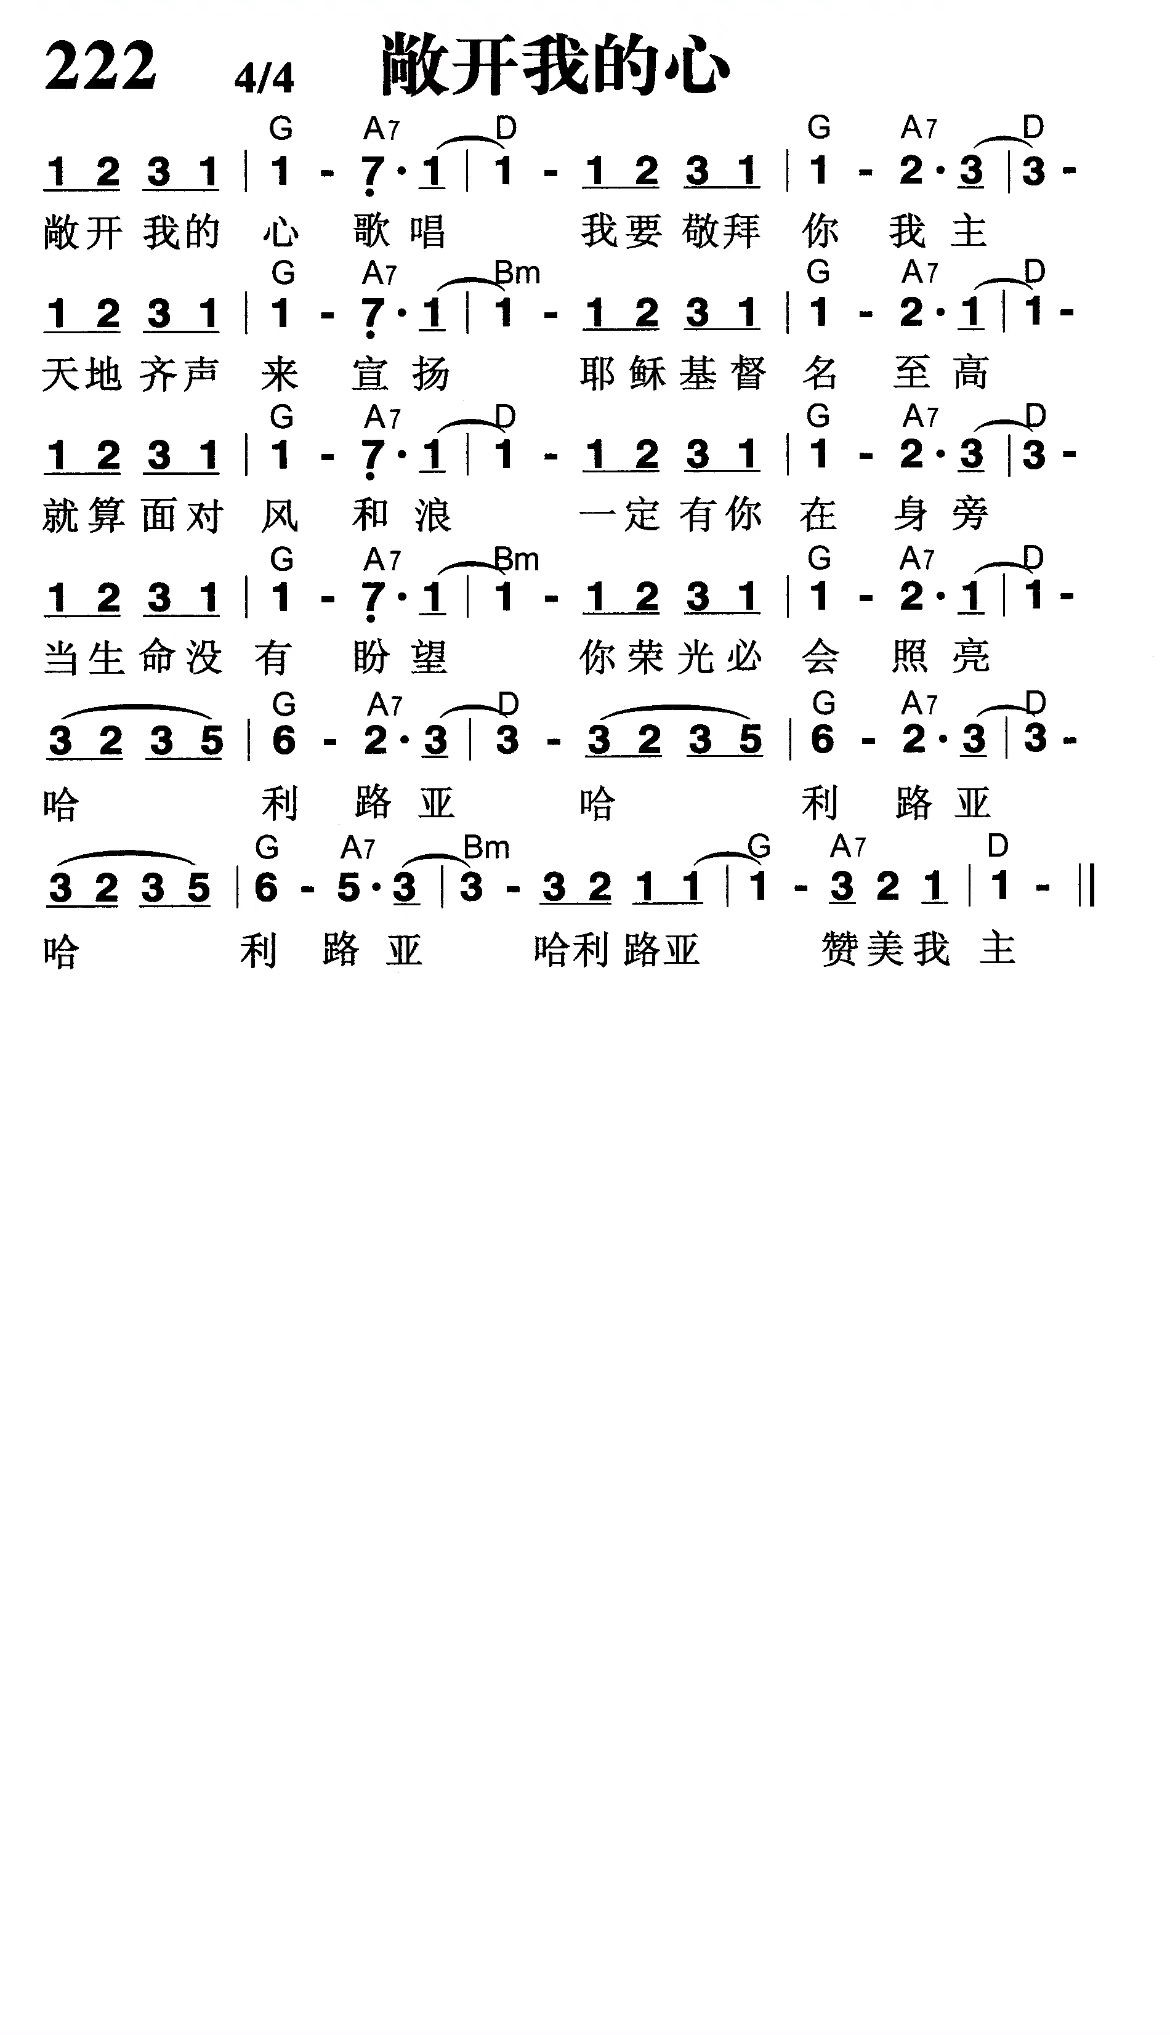 222 4/4 敞开我的心
G A7 D G A7 D
1 2 3 1 | 1 - 7· 1 | 1 - 1 2 3 1 | 1 - 2· 3 | 3 -
敞开 我的 心 歌 唱 我要 敬拜 你 我 主
G A7 Bm G A7 D
1 2 3 1 | 1 - 7· 1 | 1 - 1 2 3 1 | 1 - 2· 1 | 1 -
天地 齐声 来 宣 扬 耶稣 基督 名 至 高
G A7 D G A7 D
1 2 3 1 | 1 - 7· 1 | 1 - 1 2 3 1 | 1 - 2· 3 | 3 -
就算 面对 风 和 浪 一定 有你 在 身 旁
G A7 Bm G A7 D
1 2 3 1 | 1 - 7· 1 | 1 - 1 2 3 1 | 1 - 2· 1 | 1 -
当生 命没 有 盼 望 你荣 光必 会 照 亮
G A7 D G A7 D
3 2 3 5 | 6 - 2· 3 | 3 - 3 2 3 5 | 6 - 2· 3 | 3 -
哈 利 路 亚 哈 利 路 亚
G A7 Bm G A7 D
3 2 3 5 | 6 - 5· 3 | 3 - 3 2 1 1 | 1 - 3 2 1 | 1 - ||
哈 利 路 亚 哈利 路亚 赞美我 主